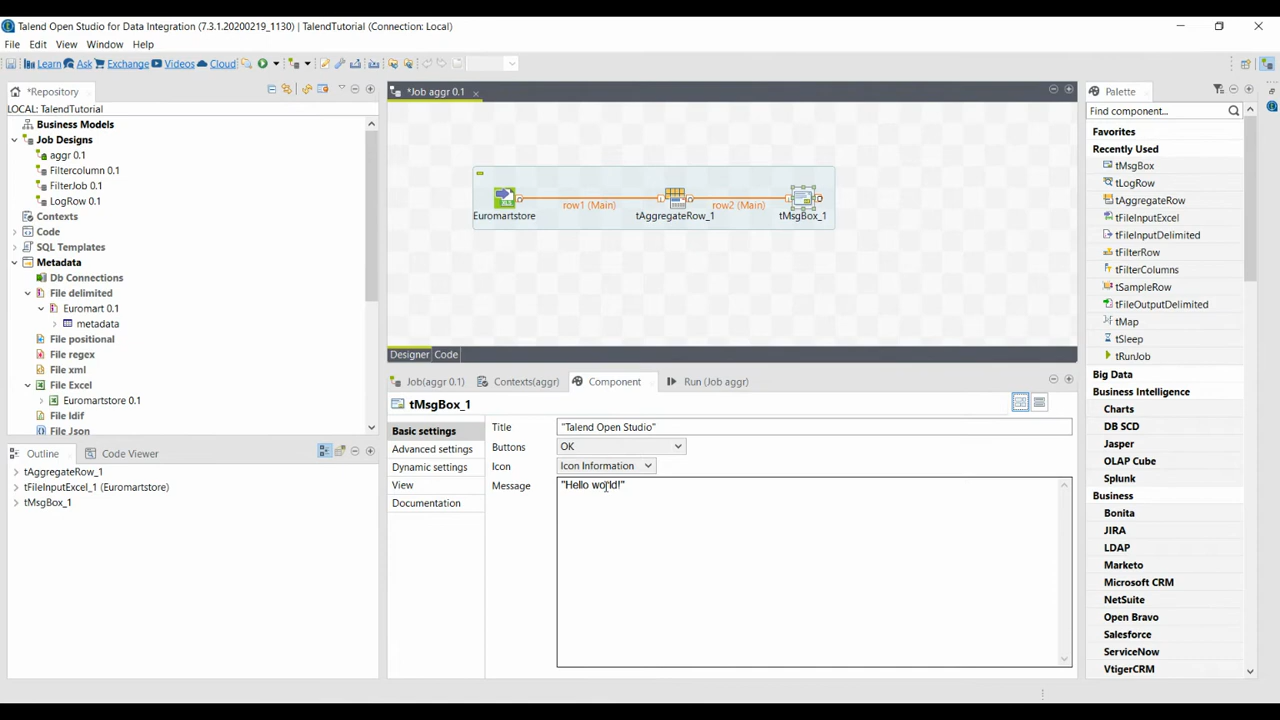 Talend Open Studio for Data Integration (7.3.1.20200219_1130) | TalendTutorial (Connection: Local)
File Edit View Window Help
Learn Ask Exchange Videos Cloud
*Repository
LOCAL: TalendTutorial
Business Models
Job Designs
aggr 0.1
Filtercolumn 0.1
FilterJob 0.1
LogRow 0.1
Contexts
Code
SQL Templates
Metadata
Db Connections
File delimited
Euromart 0.1
metadata
File positional
File regex
File xml
File Excel
Euromartstore 0.1
File ldif
File Json
Outline Code Viewer
tAggregateRow_1
tFileInputExcel_1 (Euromartstore)
tMsgBox_1
*Job aggr 0.1
row1 (Main) row2 (Main)
Euromartstore tAggregateRow_1 tMsgBox_1
Designer Code
Job(aggr 0.1) Contexts(aggr) Component Run (Job aggr)
tMsgBox_1
Basic settings
Advanced settings
Dynamic settings
View
Documentation
Title "Talend Open Studio"
Buttons OK
Icon Icon Information
Message "Hello world!"
Palette
Find component...
Favorites
Recently Used
tMsgBox
tLogRow
tAggregateRow
tFileInputExcel
tFileInputDelimited
tFilterRow
tFilterColumns
tSampleRow
tFileOutputDelimited
tMap
tSleep
tRunJob
Big Data
Business Intelligence
Charts
DB SCD
Jasper
OLAP Cube
Splunk
Business
Bonita
JIRA
LDAP
Marketo
Microsoft CRM
NetSuite
Open Bravo
Salesforce
ServiceNow
VtigerCRM